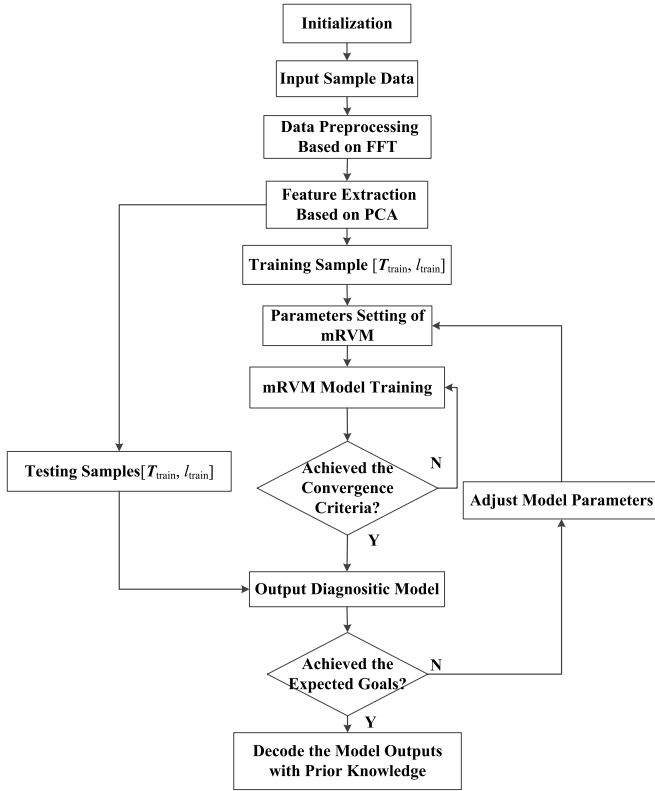 Initialization
Input Sample Data
Data Preprocessing
Based on FFT
Feature Extraction
Based on PCA
Training Sample [Ttrain, ltrain]
Parameters Setting of
mRVM
mRVM Model Training
Achieved the
Convergence
Criteria?
N
Y
Testing Samples[Ttrain, ltrain]
Adjust Model Parameters
Output Diagnositic Model
Achieved the
Expected Goals?
N
Y
Decode the Model Outputs
with Prior Knowledge